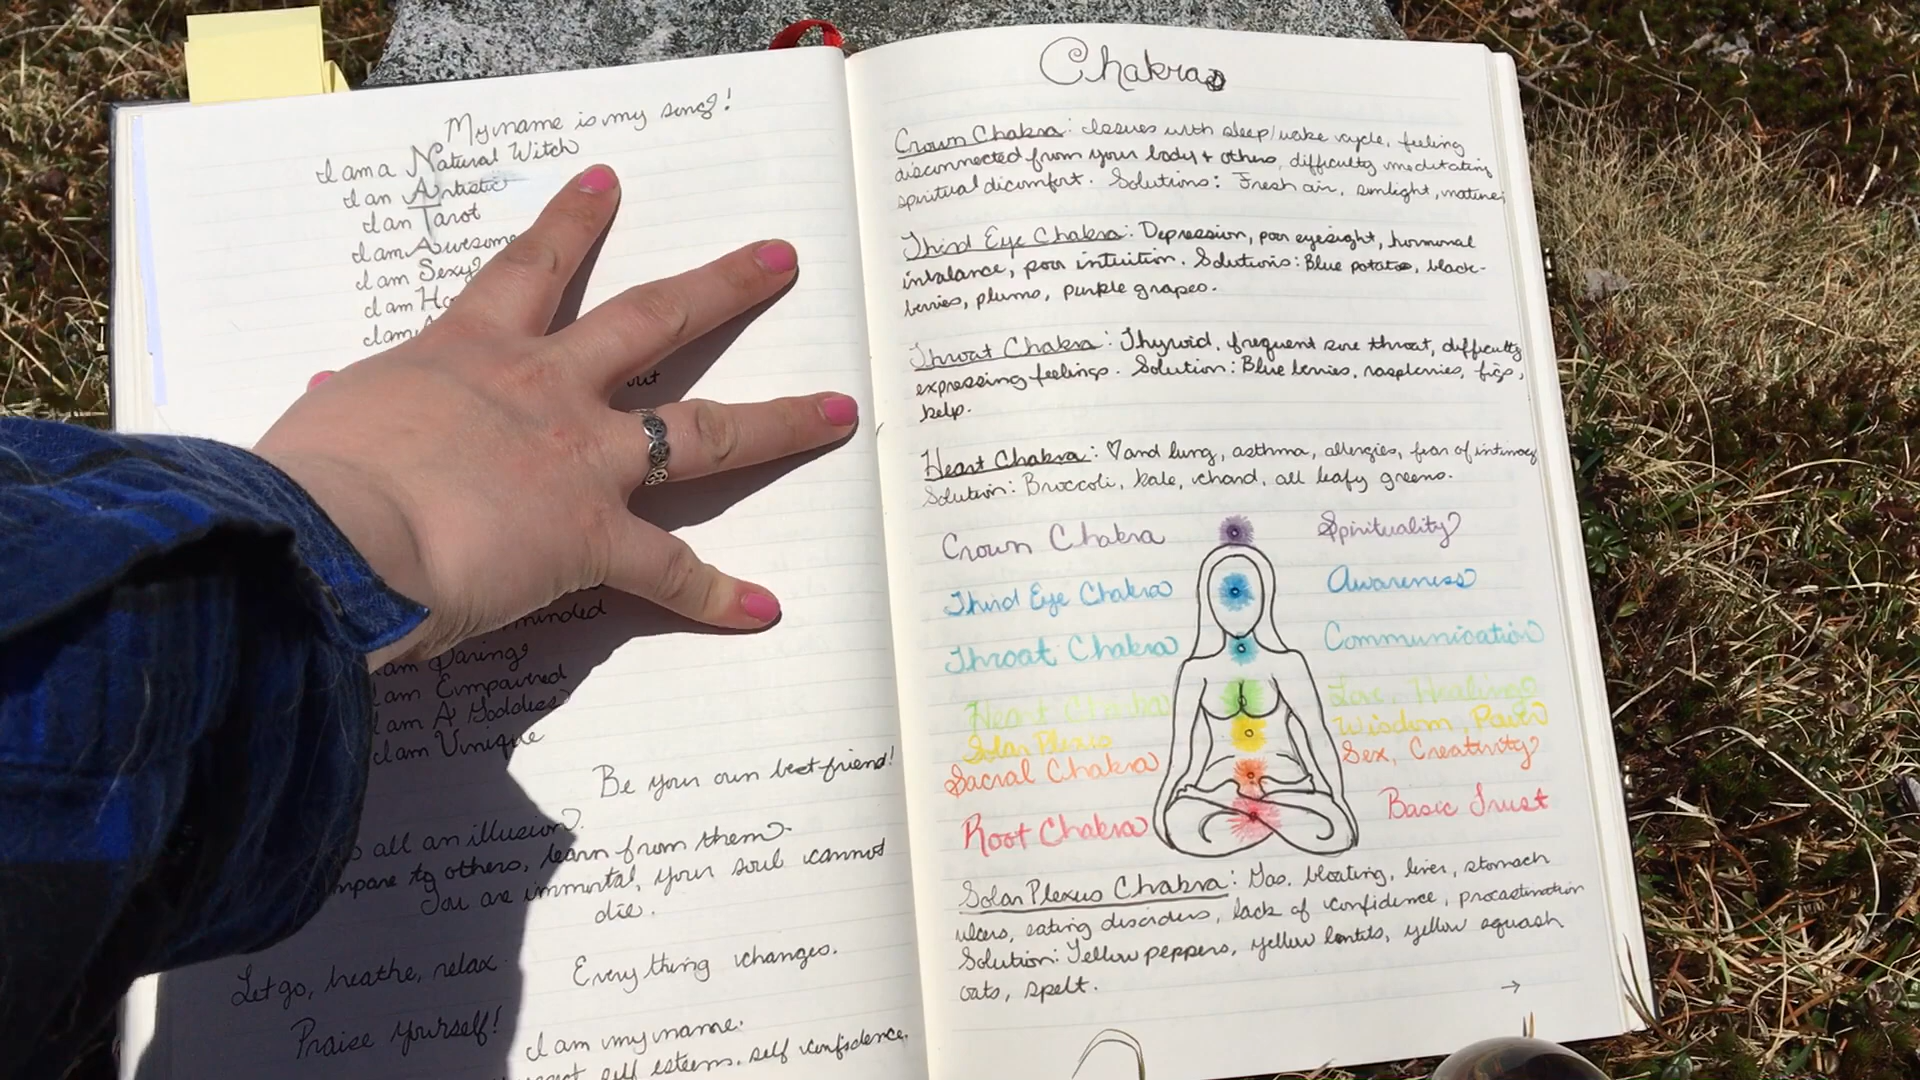 My name is my song!
I am a Natural Witch
I am Artistic
I am Tarot
I am Awesome
I am Sexy
I am
I am
out
minded
am Daring
am Empowered
I am A Goddess
I am Unique
Be your own best friend!
all an illusion.
to others, learn from them.
You are immortal, your soul cannot
die.
Let go, breathe, relax.
Everything changes.
Praise yourself!
I am my name.
self esteem, self confidence.
Chakras
Crown Chakra: Issues with sleep/wake cycle, feeling
disconnected from your body + others, difficulty meditating
spiritual dicomfort. Solutions: Fresh air, sunlight,
Third Eye Chakra: Depression, poor eyesight, hormonal
imbalance, poor intuition. Solutions: Blue potatoe, black-
berries, plums, purple grapes.
Throat Chakra: Thyroid, frequent sore throat, difficulty
expressing feelings. Solution: Blue berries, raspberries, figs,
kelp.
Heart Chakra: ♡ and lung, asthma, allergies, fear of intimacy
Solution: Broccoli, kale, chard, all leafy greens.
Crown Chakra Spirituality
Third Eye Chakra Awareness
Throat Chakra Communication
Heart Chakra Love, Healing
Solar Plexus Wisdom, Power
Sacral Chakra Sex, Creativity
Root Chakra Basic Trust
Solar Plexus Chakra: Gas, bloating, liver, stomach
ulcers, eating disorders, lack of confidence, procastination
Solution: Yellow peppers, yellow lentils, yellow squash
oats, spelt.
→